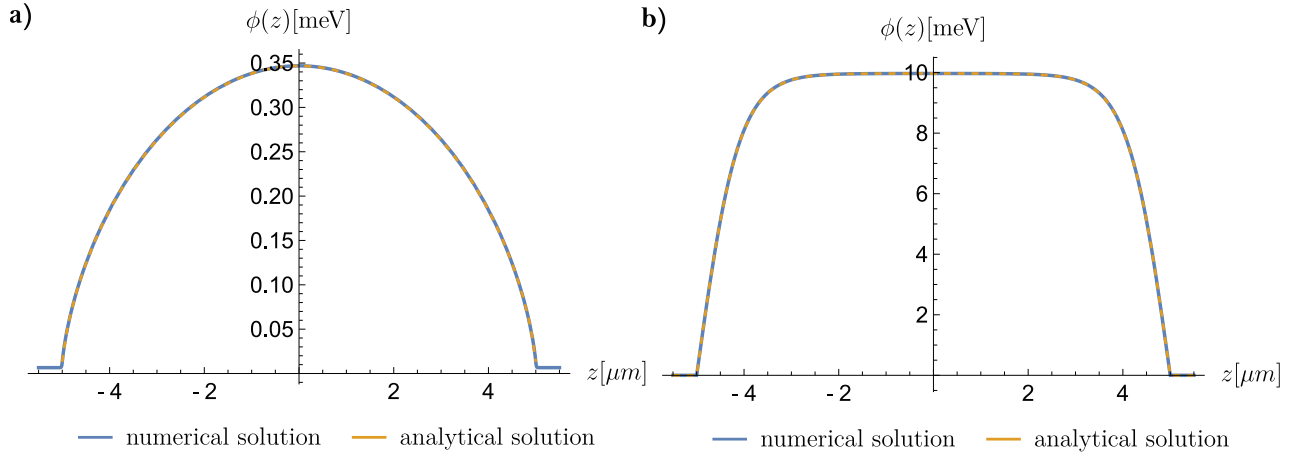 a)
ϕ(z)[meV]
0.35
0.30
0.25
0.20
0.15
0.10
0.05
-4 -2 2 4
z[μm]
numerical solution analytical solution
b)
ϕ(z)[meV]
10
8
6
4
2
-4 -2 2 4
z[μm]
numerical solution analytical solution